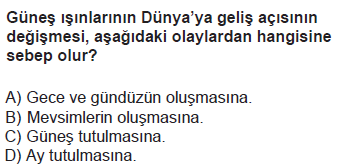 Güneş ışınlarının Dünya’ya geliş açısının
değişmesi, aşağıdaki olaylardan hangisine
sebep olur?
A) Gece ve gündüzün oluşmasına.
B) Mevsimlerin oluşmasına.
C) Güneş tutulmasına.
D) Ay tutulmasına.